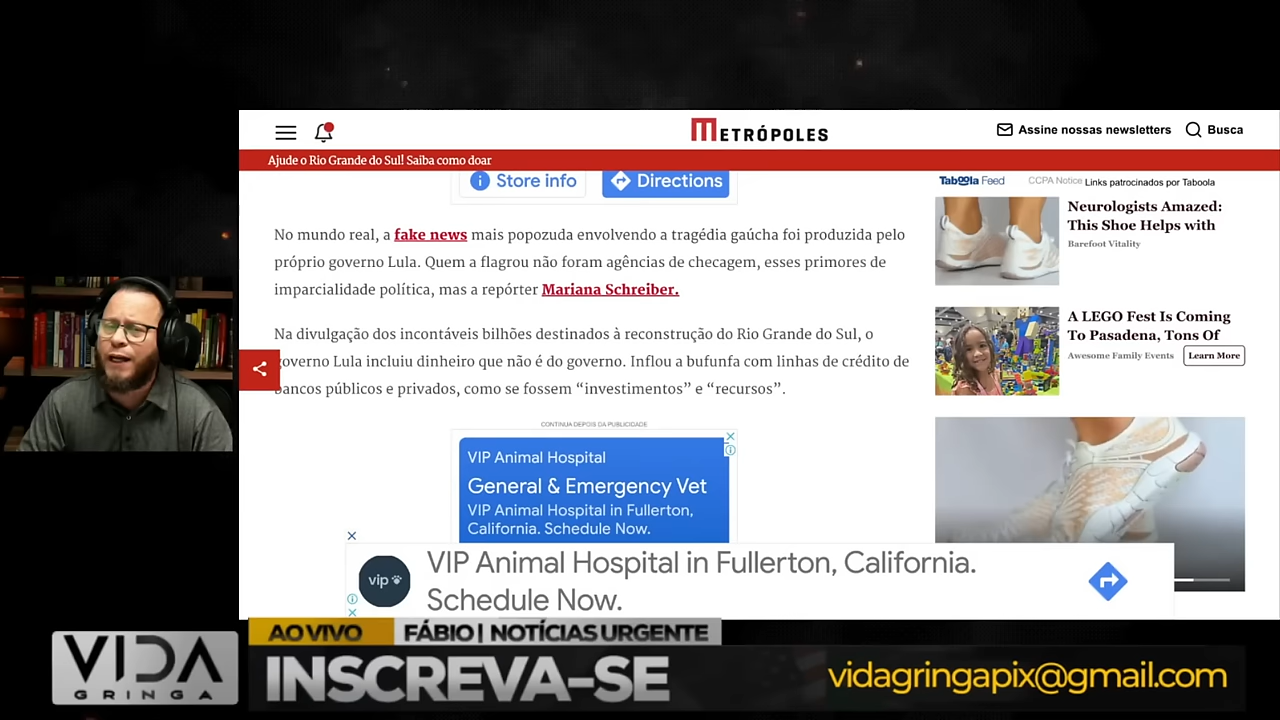 METRÓPOLES
Assine nossas newsletters
Busca
Ajude o Rio Grande do Sul! Saiba como doar
Store info
Directions
Taboola Feed
CCPA Notice
Links patrocinados por Taboola
No mundo real, a fake news mais popozuda envolvendo a tragédia gaúcha foi produzida pelo
próprio governo Lula. Quem a flagrou não foram agências de checagem, esses primores de
imparcialidade política, mas a repórter Mariana Schreiber.
Na divulgação dos incontáveis bilhões destinados à reconstrução do Rio Grande do Sul, o
governo Lula incluiu dinheiro que não é do governo. Inflou a bufunfa com linhas de crédito de
bancos públicos e privados, como se fossem “investimentos” e “recursos”.
Neurologists Amazed:
This Shoe Helps with
Barefoot Vitality
A LEGO Fest Is Coming
To Pasadena, Tons Of
Awesome Family Events
Learn More
CONTINUA DEPOIS DA PUBLICIDADE
VIP Animal Hospital
General & Emergency Vet
VIP Animal Hospital in Fullerton,
California. Schedule Now.
vip
VIP Animal Hospital in Fullerton, California.
Schedule Now.
VIDA
GRINGA
AO VIVO
FÁBIO | NOTÍCIAS URGENTE
INSCREVA-SE
vidagringapix@gmail.com